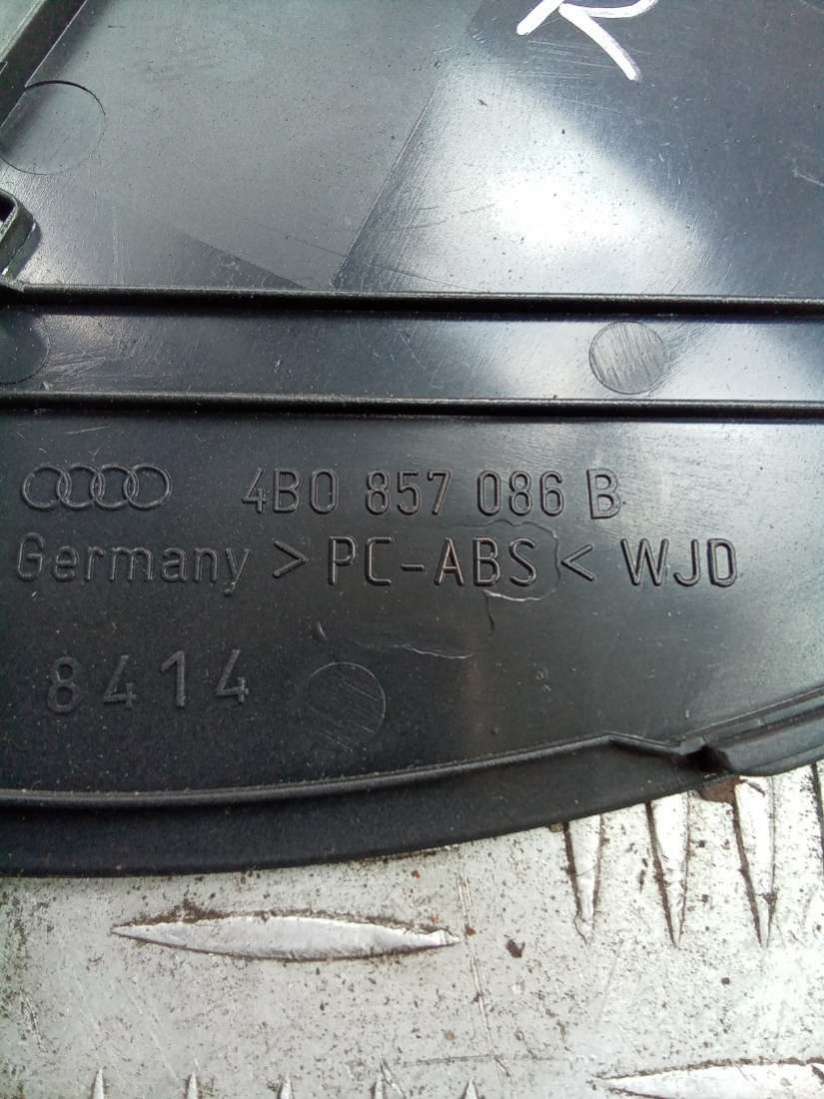 R
4B0 857 086 B
Germany >PC-ABS< WJD
8414